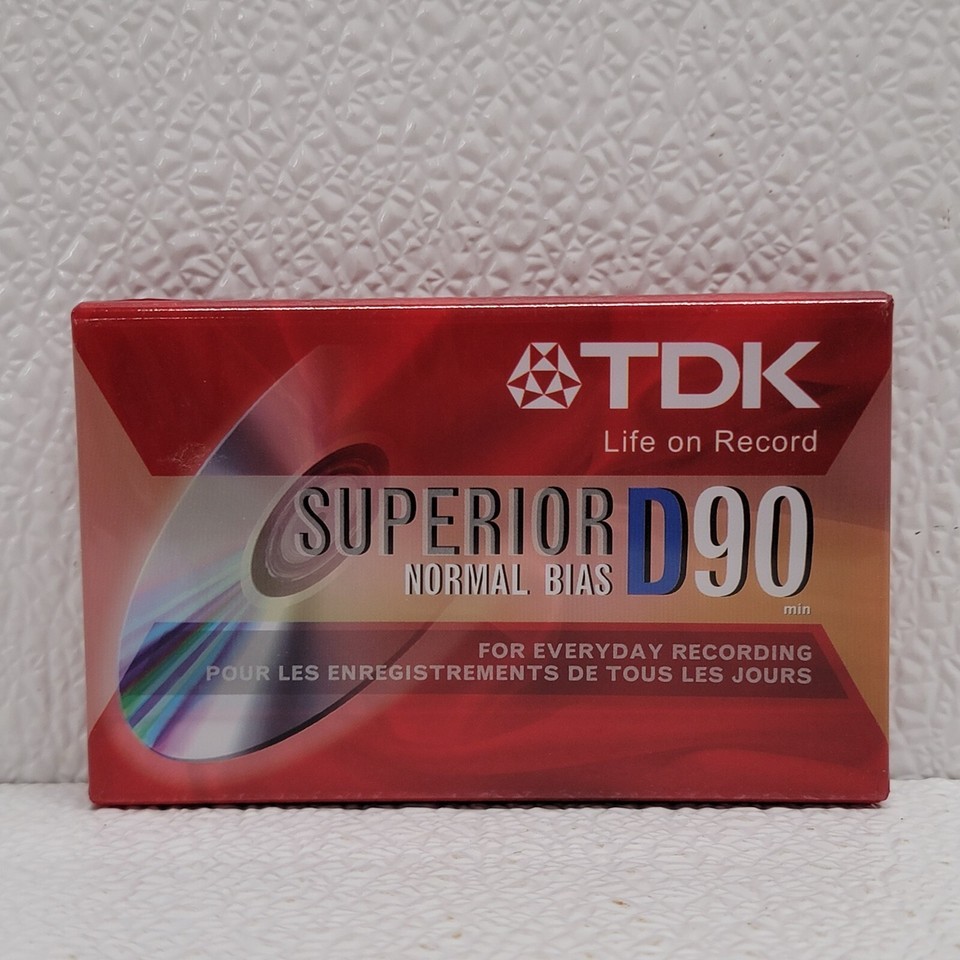 TDK
Life on Record
SUPERIOR D90
NORMAL BIAS
min
FOR EVERYDAY RECORDING
POUR LES ENREGISTREMENTS DE TOUS LES JOURS